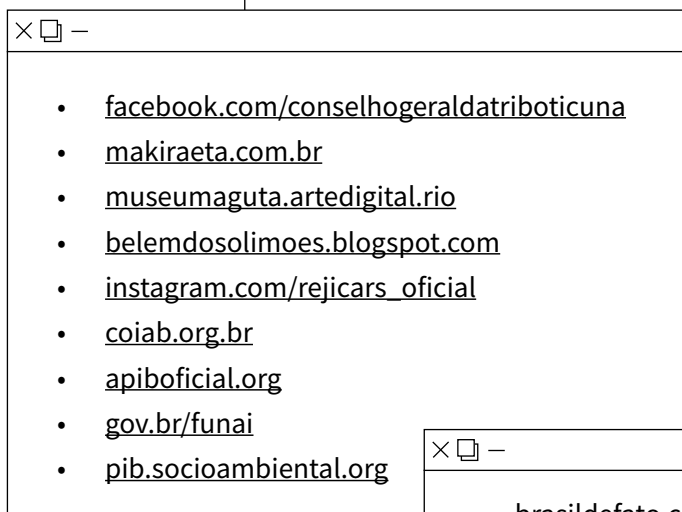 • facebook.com/conselhogeraldatriboticuna
• makiraeta.com.br
• museumaguta.artedigital.rio
• belemdosolimoes.blogspot.com
• instagram.com/rejicars_oficial
• coiab.org.br
• apiboficial.org
• gov.br/funai
• pib.socioambiental.org